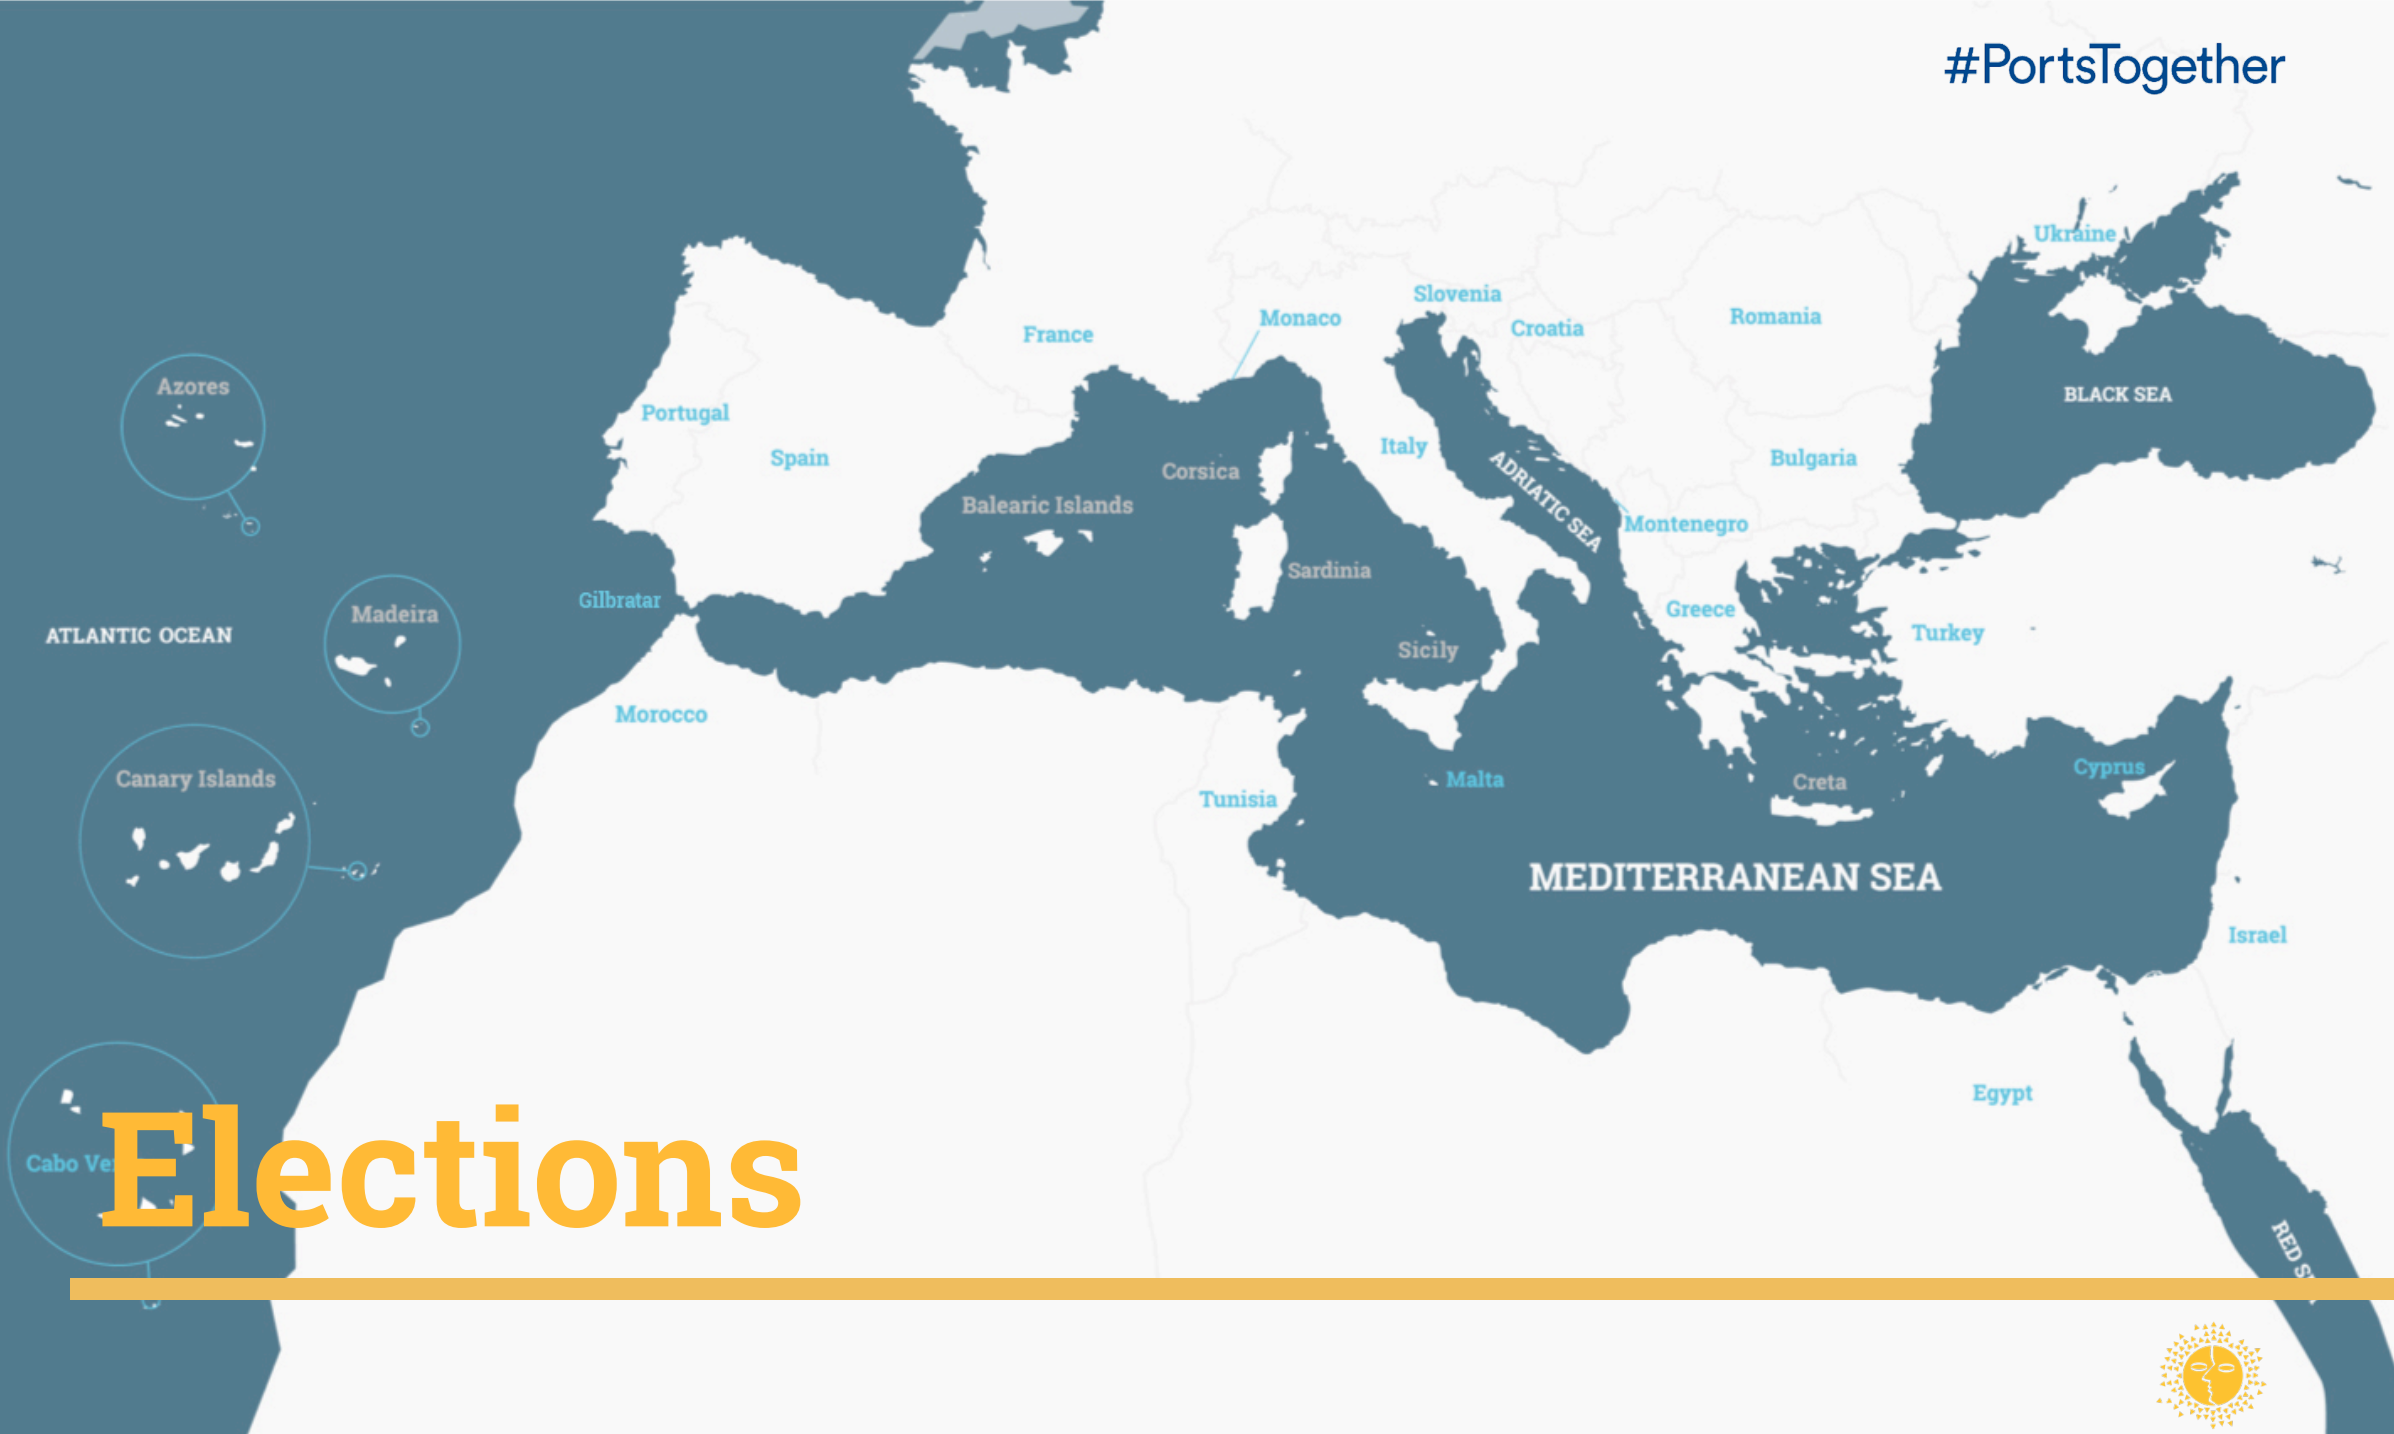 #PortsTogether
Ukraine
Slovenia
Monaco
Romania
Croatia
France
Azores
BLACK SEA
Portugal
Italy
Spain
Bulgaria
Corsica
Balearic Islands
ADRIATIC SEA
Montenegro
Sardinia
Gilbratar
Greece
Madeira
Turkey
ATLANTIC OCEAN
Sicily
Morocco
Cyprus
Canary Islands
Malta
Creta
Tunisia
MEDITERRANEAN SEA
Israel
Egypt
Cabo
Elections
RED